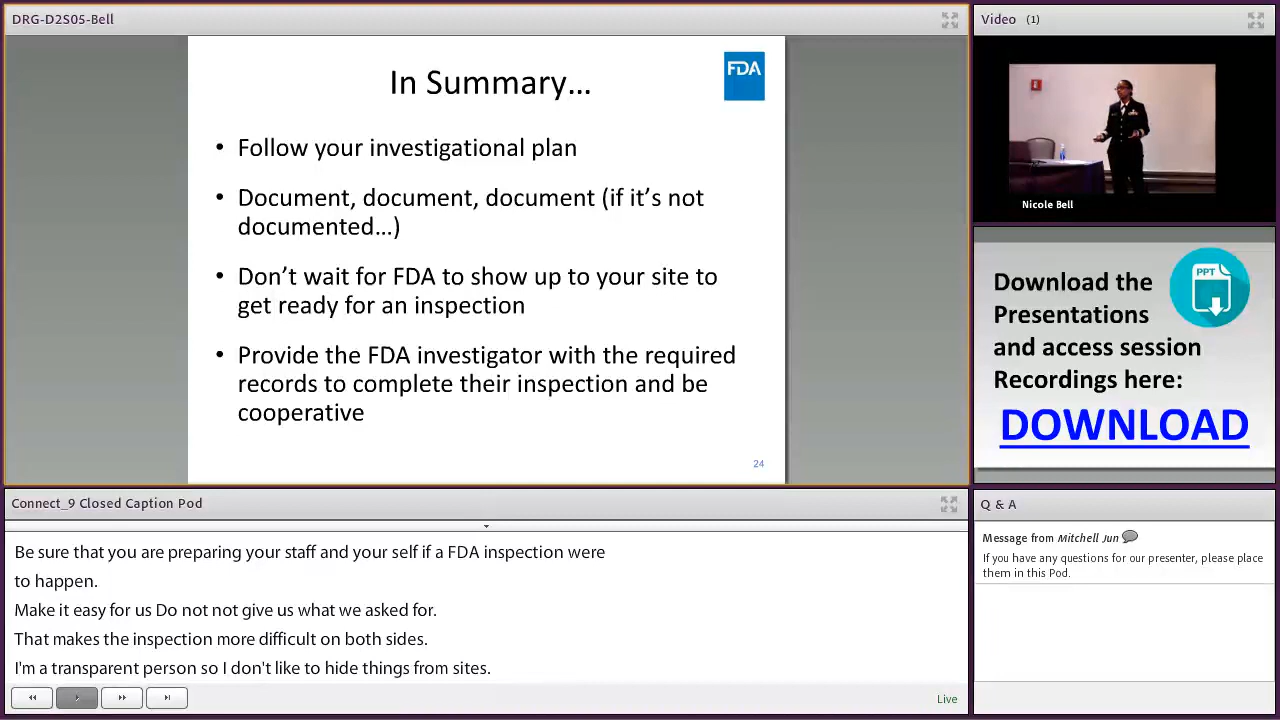 DRG-D2S05-Bell
In Summary…
FDA
• Follow your investigational plan
• Document, document, document (if it’s not
documented…)
• Don’t wait for FDA to show up to your site to
get ready for an inspection
• Provide the FDA investigator with the required
records to complete their inspection and be
cooperative
24
Video (1)
Nicole Bell
PPT
Download the
Presentations
and access session
Recordings here:
DOWNLOAD
Connect_9 Closed Caption Pod
Be sure that you are preparing your staff and your self if a FDA inspection were
to happen.
Make it easy for us Do not not give us what we asked for.
That makes the inspection more difficult on both sides.
I'm a transparent person so I don't like to hide things from sites.
Live
Q & A
Message from Mitchell Jun
If you have any questions for our presenter, please place
them in this Pod.